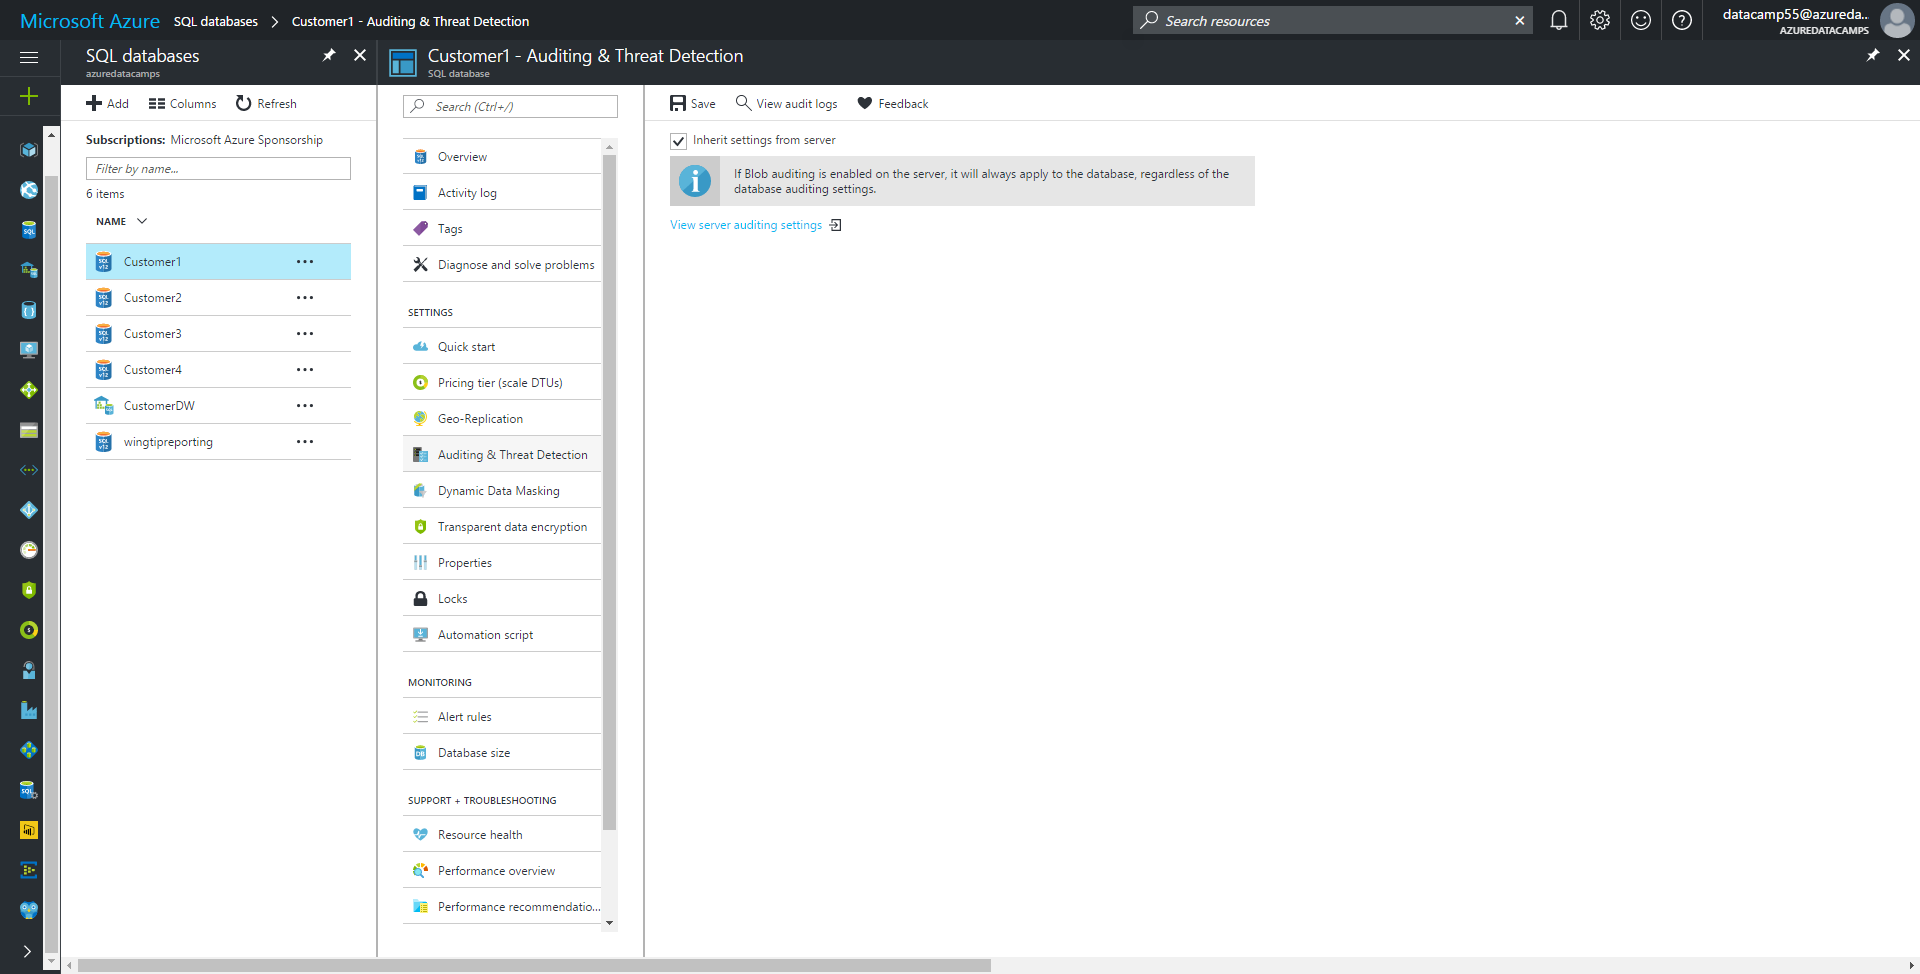 Microsoft Azure SQL databases > Customer1 - Auditing & Threat Detection
Search resources
datacamp55@azureda...
AZUREDATACAMPS
SQL databases
azuredatacamps
Add Columns Refresh
Subscriptions: Microsoft Azure Sponsorship
Filter by name...
6 items
NAME
Customer1
Customer2
Customer3
Customer4
CustomerDW
wingtipreporting
Customer1 - Auditing & Threat Detection
SQL database
Search (Ctrl+/)
Overview
Activity log
Tags
Diagnose and solve problems
SETTINGS
Quick start
Pricing tier (scale DTUs)
Geo-Replication
Auditing & Threat Detection
Dynamic Data Masking
Transparent data encryption
Properties
Locks
Automation script
MONITORING
Alert rules
Database size
SUPPORT + TROUBLESHOOTING
Resource health
Performance overview
Performance recommendatio...
Save View audit logs Feedback
Inherit settings from server
If Blob auditing is enabled on the server, it will always apply to the database, regardless of the
database auditing settings.
View server auditing settings